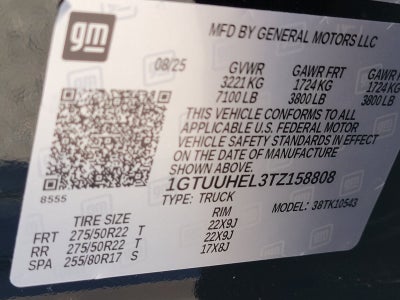 gm
MFD BY GENERAL MOTORS LLC
08/25 GVWR GAWR FRT GAWR RR
3221 KG 1724 KG 1724 KG
7100 LB 3800 LB 3800 LB
THIS VEHICLE CONFORMS TO ALL
APPLICABLE U.S. FEDERAL MOTOR
VEHICLE SAFETY STANDARDS IN EFFECT
ON THE DATE OF MANUFACTURE
SHOWN ABOVE.
8555
1GTUUHEL3TZ158808
TYPE: TRUCK MODEL: 38TK10543
TIRE SIZE RIM
FRT 275/50R22 T 22X9J
RR 275/50R22 T 22X9J
SPA 255/80R17 S 17X8J